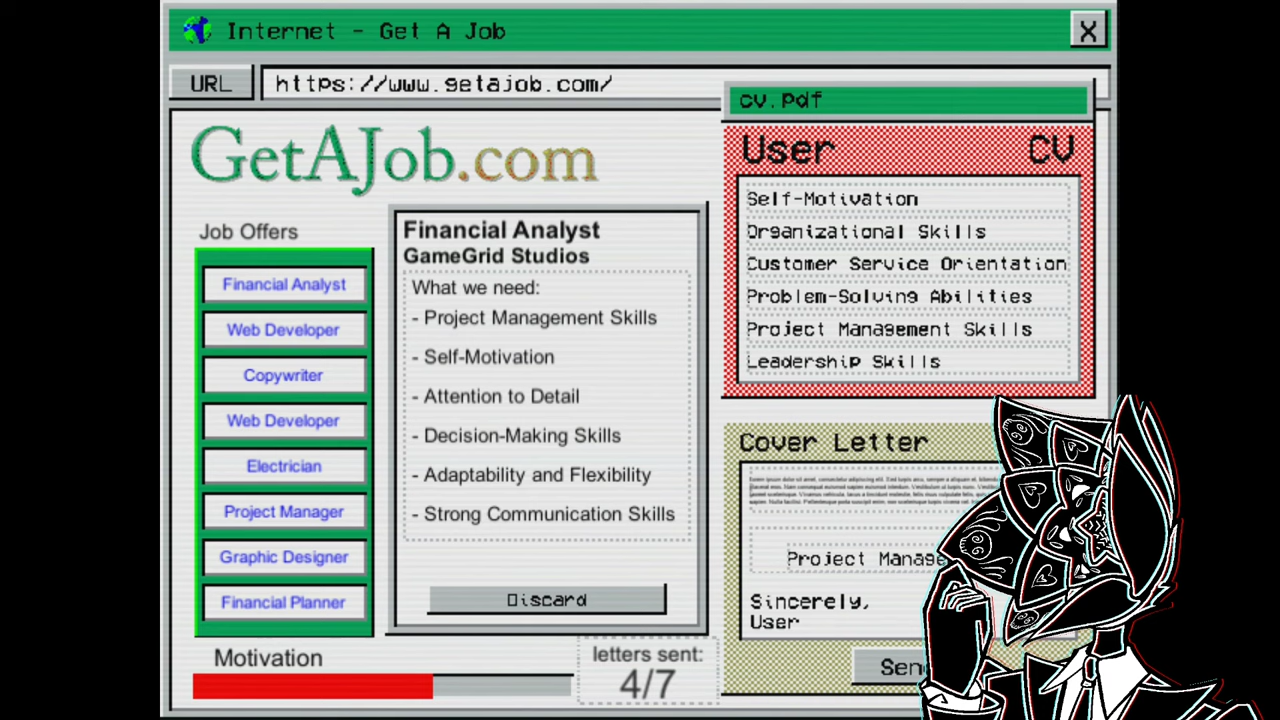 Internet - Get A Job
X
URL
https://www.getajob.com/
GetAJob.com
Job Offers
Financial Analyst
Web Developer
Copywriter
Web Developer
Electrician
Project Manager
Graphic Designer
Financial Planner
Financial Analyst
GameGrid Studios
What we need:
- Project Management Skills
- Self-Motivation
- Attention to Detail
- Decision-Making Skills
- Adaptability and Flexibility
- Strong Communication Skills
Discard
Motivation
letters sent:
4/7
cv.pdf
User CV
Self-Motivation
Organizational Skills
Customer Service Orientation
Problem-Solving Abilities
Project Management Skills
Leadership Skills
Cover Letter
Project Manage
Sincerely,
User
Sen